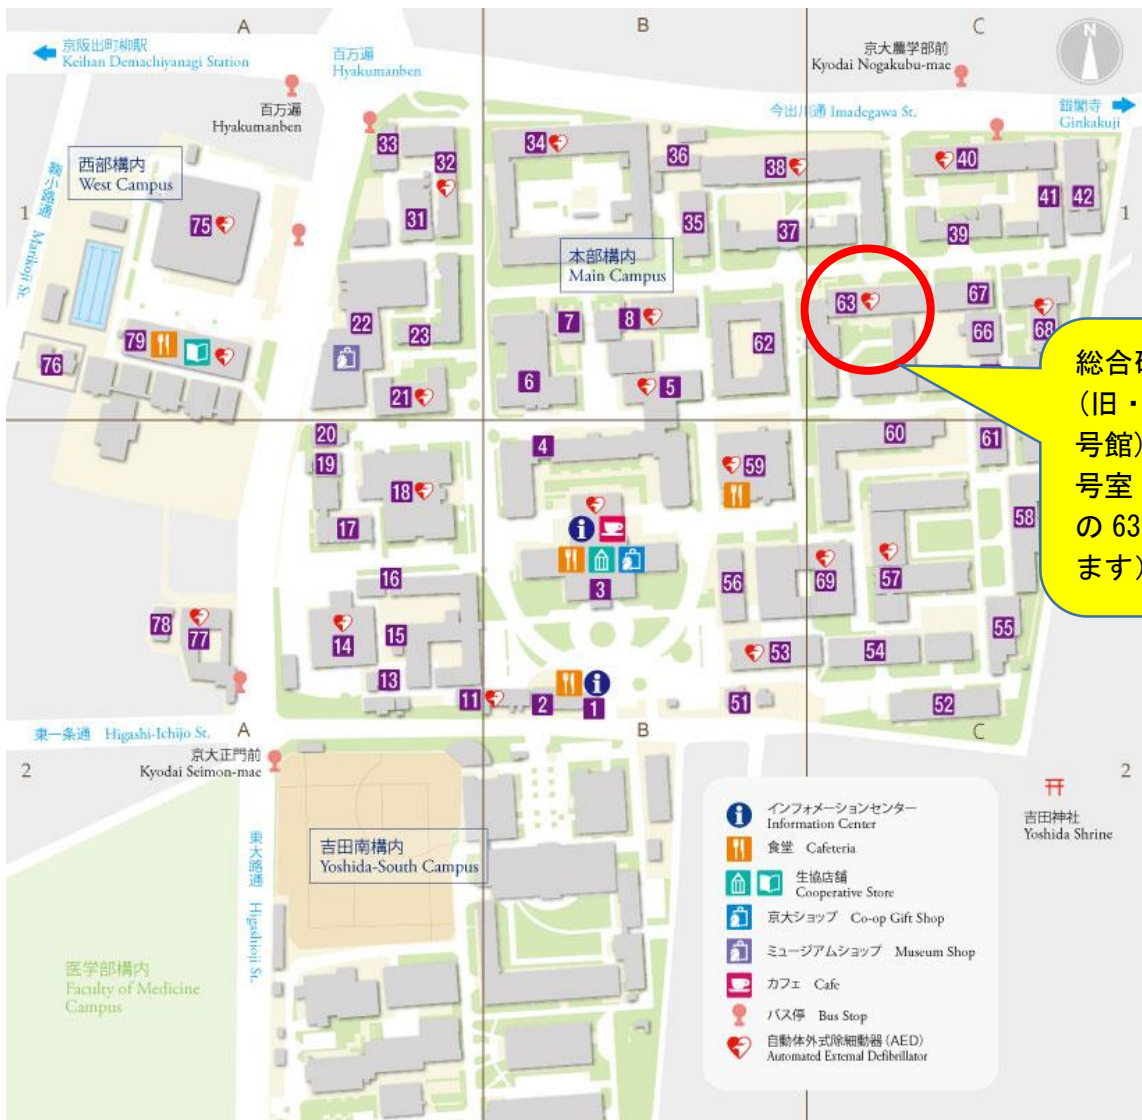 A
B
C
京阪出町柳駅
Keihan Demachiyanagi Station
百万遍
Hyakumanben
京大農学部前
Kyodai Nogakubu-mae
N
百万遍
Hyakumanben
今出川通 Imadegawa St.
銀閣寺
Ginkakuji
西部構内
West Campus
鞠小路通 Marikoji St.
1
1
33
32
31
34
36
38
35
37
40
41
42
39
75
本部構内
Main Campus
22
23
7
8
62
63
67
66
68
79
76
21
6
5
総合研
(旧・
号館)
号室
の 63
ます)
20
19
18
17
4
59
60
61
58
16
3
56
69
57
78
77
14
15
13
53
54
55
11
2
1
51
52
東一条通 Higashi-Ichijo St.
A
B
C
京大正門前
Kyodai Seimon-mae
2
2
吉田神社
Yoshida Shrine
東大路通 Higashioji St.
吉田南構内
Yoshida-South Campus
医学部構内
Faculty of Medicine
Campus
インフォメーションセンター
Information Center
食堂 Cafeteria
生協店舗
Cooperative Store
京大ショップ Co-op Gift Shop
ミュージアムショップ Museum Shop
カフェ Cafe
バス停 Bus Stop
自動体外式除細動器(AED)
Automated External Defibrillator